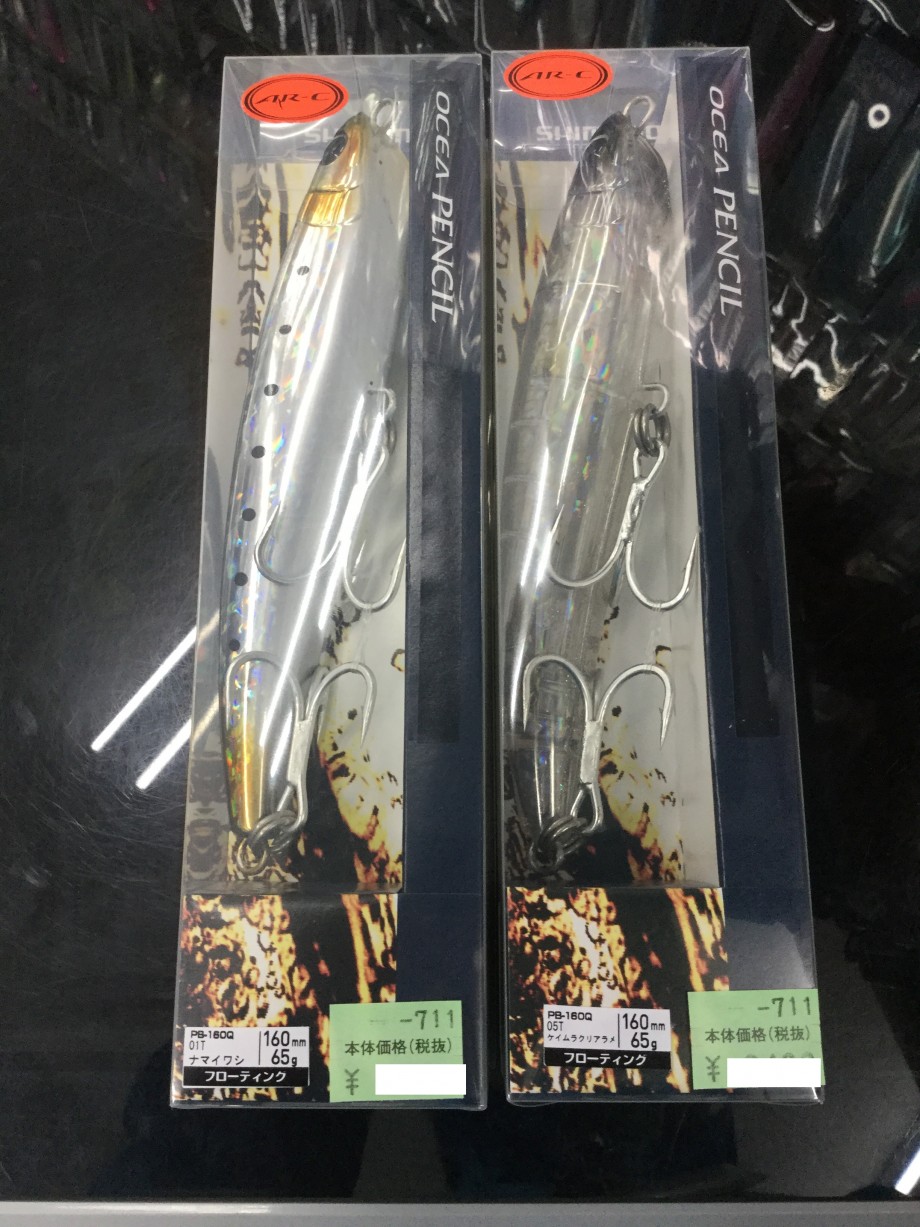 AR-C
SHIMANO
OCEA PENCIL
PB-160Q
01T
ナマイワシ
160mm
65g
フローティング
-711
本体価格(税抜)
¥
AR-C
SHIMANO
OCEA PENCIL
PB-160Q
05T
ケイムラクリアラメ
160mm
65g
フローティング
-711
本体価格(税抜)
¥